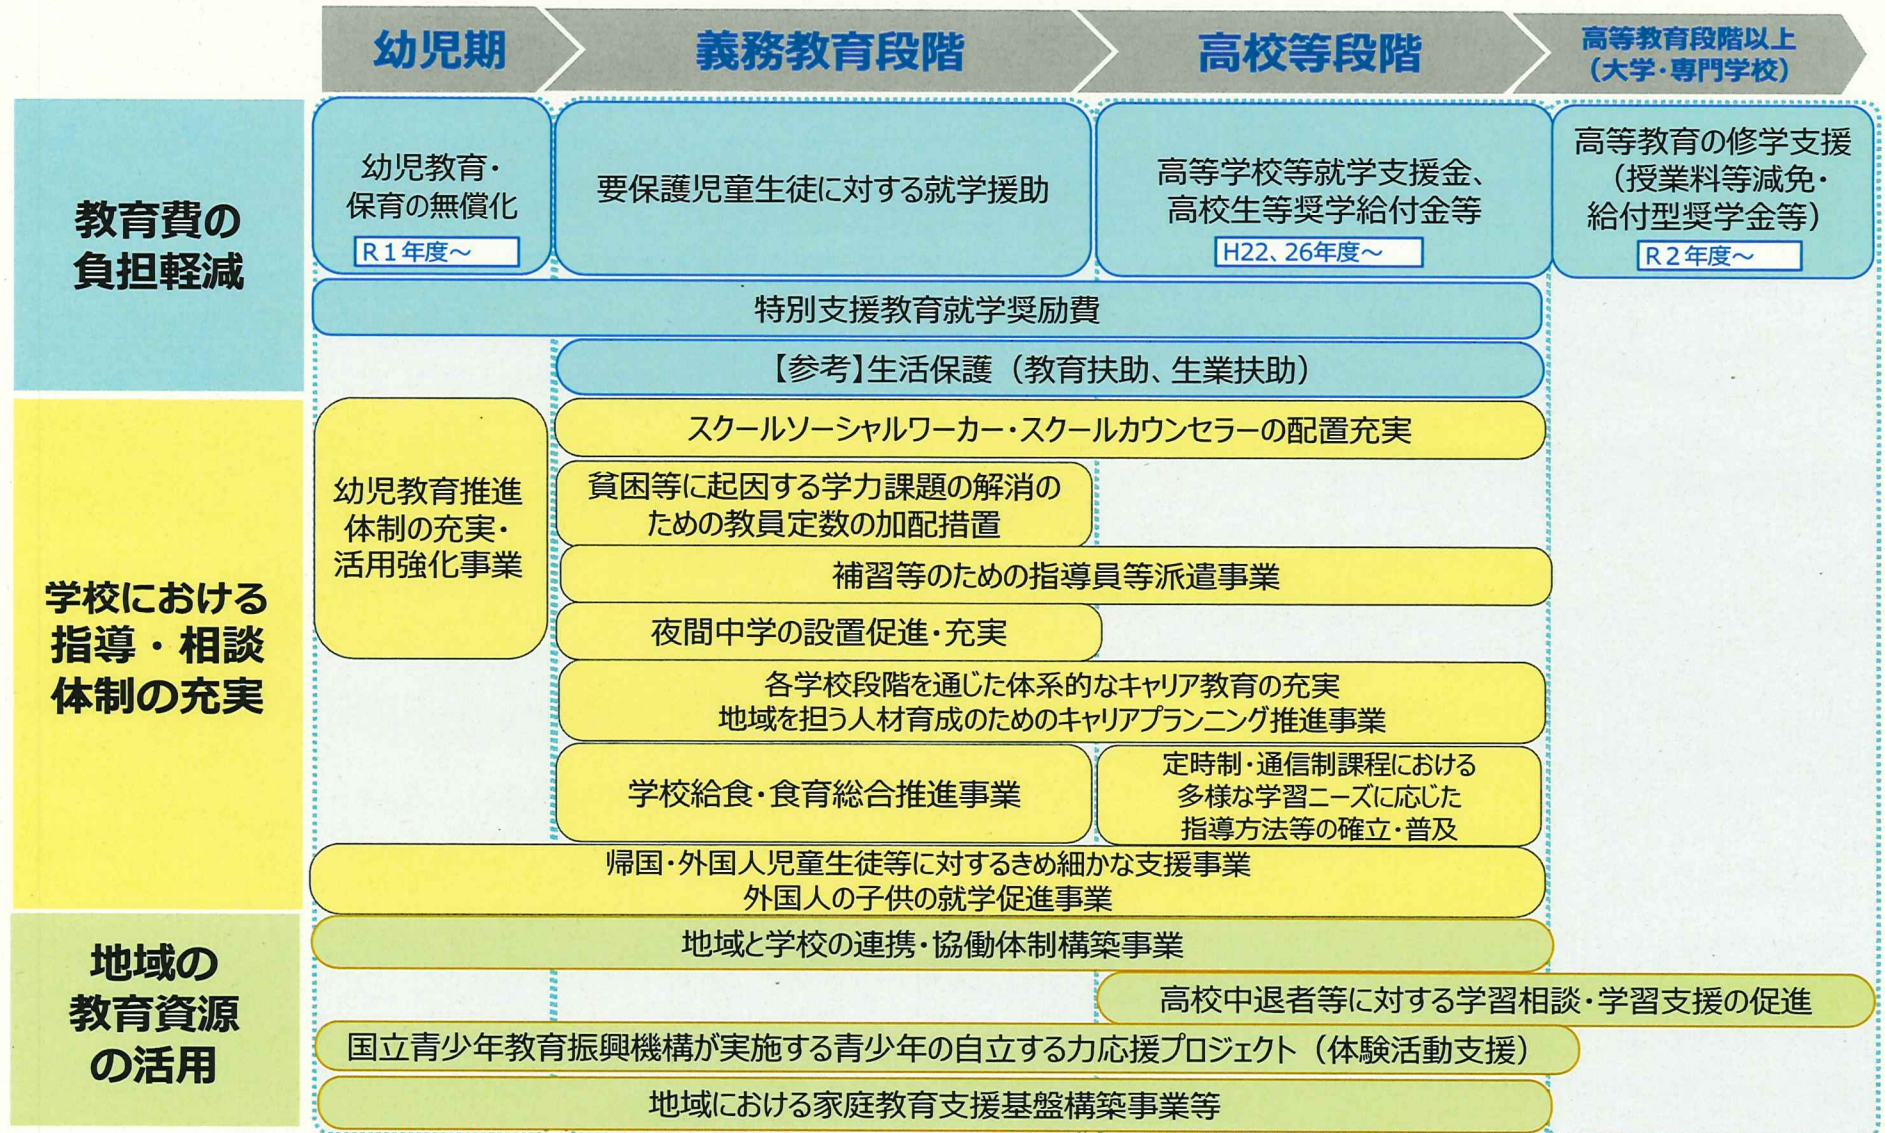 幼児期
義務教育段階
高校等段階
高等教育段階以上
(大学・専門学校)
教育費の
負担軽減
幼児教育・
保育の無償化
R1年度～
要保護児童生徒に対する就学援助
高等学校等就学支援金、
高校生等奨学給付金等
H22、26年度～
高等教育の修学支援
(授業料等減免・
給付型奨学金等)
R2年度～
特別支援教育就学奨励費
【参考】生活保護（教育扶助、生業扶助）
学校における
指導・相談
体制の充実
幼児教育推進
体制の充実・
活用強化事業
スクールソーシャルワーカー・スクールカウンセラーの配置充実
貧困等に起因する学力課題の解消の
ための教員定数の加配措置
補習等のための指導員等派遣事業
夜間中学の設置促進・充実
各学校段階を通じた体系的なキャリア教育の充実
地域を担う人材育成のためのキャリアプランニング推進事業
学校給食・食育総合推進事業
定時制・通信制課程における
多様な学習ニーズに応じた
指導方法等の確立・普及
帰国・外国人児童生徒等に対するきめ細かな支援事業
外国人の子供の就学促進事業
地域の
教育資源
の活用
地域と学校の連携・協働体制構築事業
高校中退者等に対する学習相談・学習支援の促進
国立青少年教育振興機構が実施する青少年の自立する力応援プロジェクト（体験活動支援）
地域における家庭教育支援基盤構築事業等